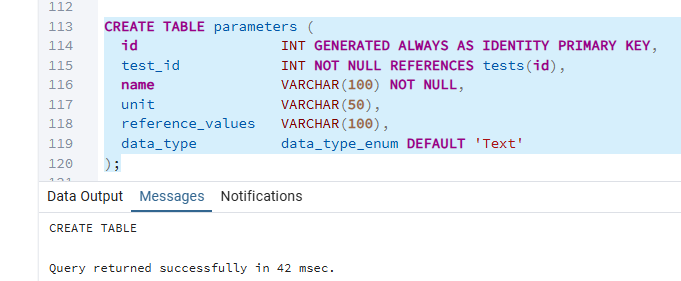 112
113 CREATE TABLE parameters (
114 id INT GENERATED ALWAYS AS IDENTITY PRIMARY KEY,
115 test_id INT NOT NULL REFERENCES tests(id),
116 name VARCHAR(100) NOT NULL,
117 unit VARCHAR(50),
118 reference_values VARCHAR(100),
119 data_type data_type_enum DEFAULT 'Text'
120 );
Data Output Messages Notifications
CREATE TABLE
Query returned successfully in 42 msec.